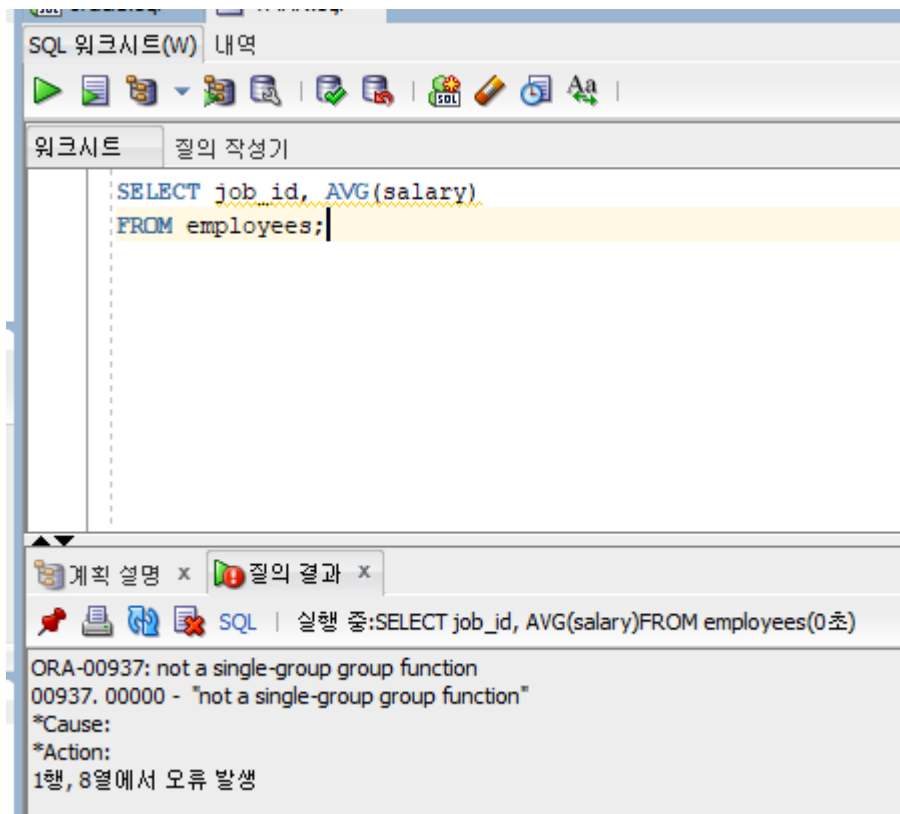 SQL 워크시트(W) 내역
워크시트 질의 작성기
SELECT job_id, AVG(salary)
FROM employees;
계획 설명 x 질의 결과 x
SQL | 실행 중:SELECT job_id, AVG(salary)FROM employees(0초)
ORA-00937: not a single-group group function
00937. 00000 - "not a single-group group function"
*Cause:
*Action:
1행, 8열에서 오류 발생